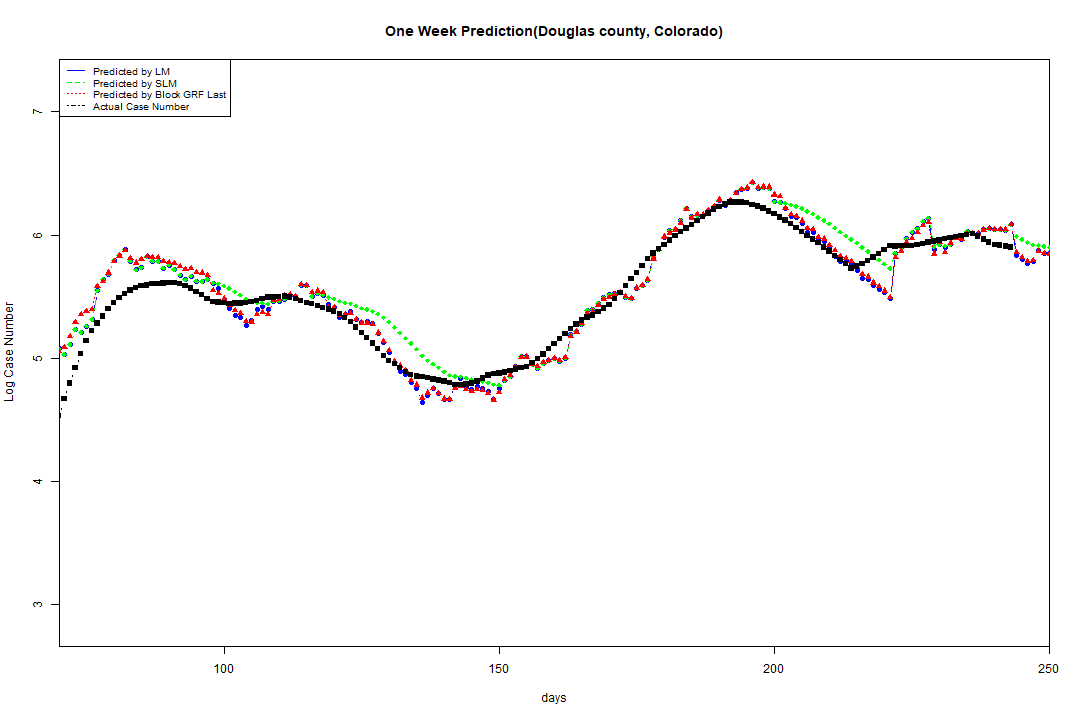 One Week Prediction(Douglas county, Colorado)
Predicted by LM
Predicted by SLM
Predicted by Block GRF Last
Actual Case Number
7
6
5
4
3
Log Case Number
100
150
200
250
days